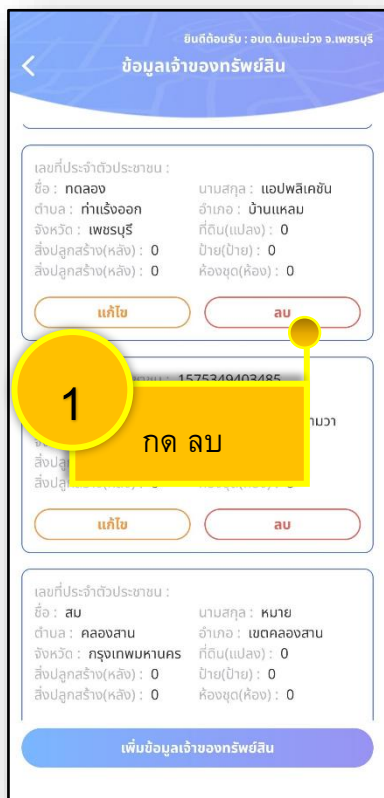 ยินดีต้อนรับ : อบต.ต้นมะม่วง จ.เพชรบุรี
ข้อมูลเจ้าของทรัพย์สิน
เลขที่ประจำตัวประชาชน :
ชื่อ : ทดลอง นามสกุล : แอปพลิเคชัน
ตำบล : ท่าแร้งออก อำเภอ : บ้านแหลม
จังหวัด : เพชรบุรี ที่ดิน(แปลง) : 0
สิ่งปลูกสร้าง(หลัง) : 0 ป้าย(ป้าย) : 0
สิ่งปลูกสร้าง(หลัง) : 0 ห้องชุด(ห้อง) : 0
แก้ไข ลบ
1575349403485
1
กด ลบ
แก้ไข ลบ
เลขที่ประจำตัวประชาชน :
ชื่อ : สม นามสกุล : หมาย
ตำบล : คลองสาน อำเภอ : เขตคลองสาน
จังหวัด : กรุงเทพมหานคร ที่ดิน(แปลง) : 0
สิ่งปลูกสร้าง(หลัง) : 0 ป้าย(ป้าย) : 0
สิ่งปลูกสร้าง(หลัง) : 0 ห้องชุด(ห้อง) : 0
เพิ่มข้อมูลเจ้าของทรัพย์สิน